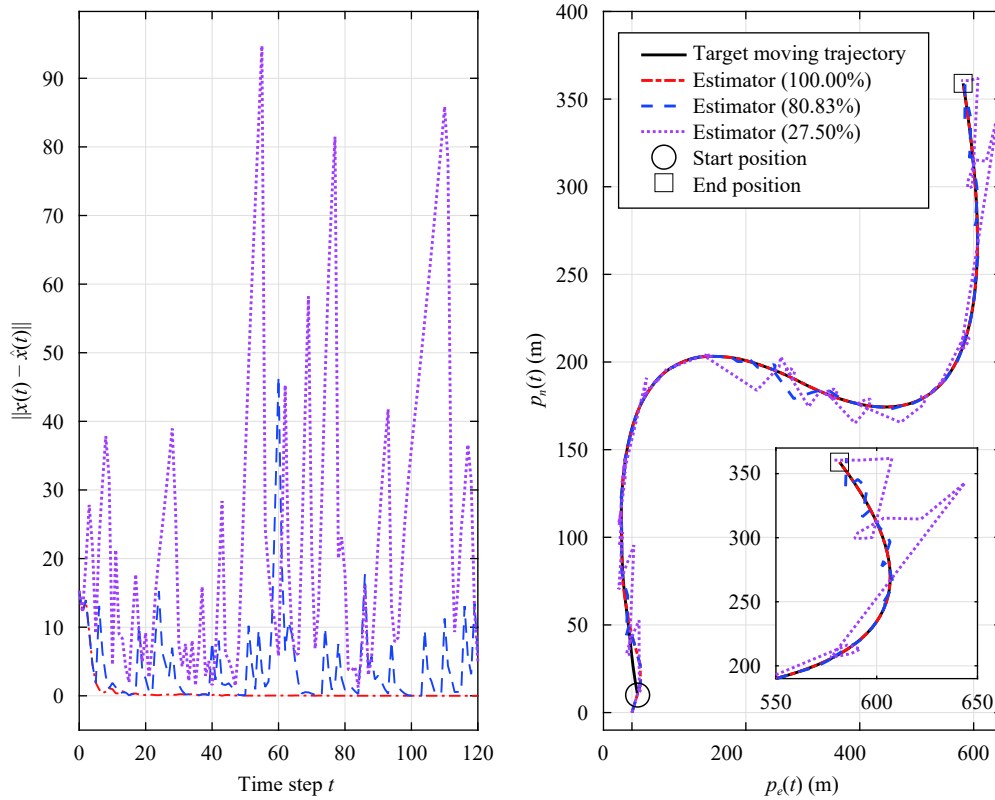 90
80
70
60
50
40
30
20
10
0
0 20 40 60 80 100 120
Time step t
||x(t) − x̂(t)||
400
350
300
250
200
150
100
50
0
0 200 400 600
p_e(t) (m)
p_n(t) (m)
Target moving trajectory
Estimator (100.00%)
Estimator (80.83%)
Estimator (27.50%)
Start position
End position
350
300
250
200
550 600 650